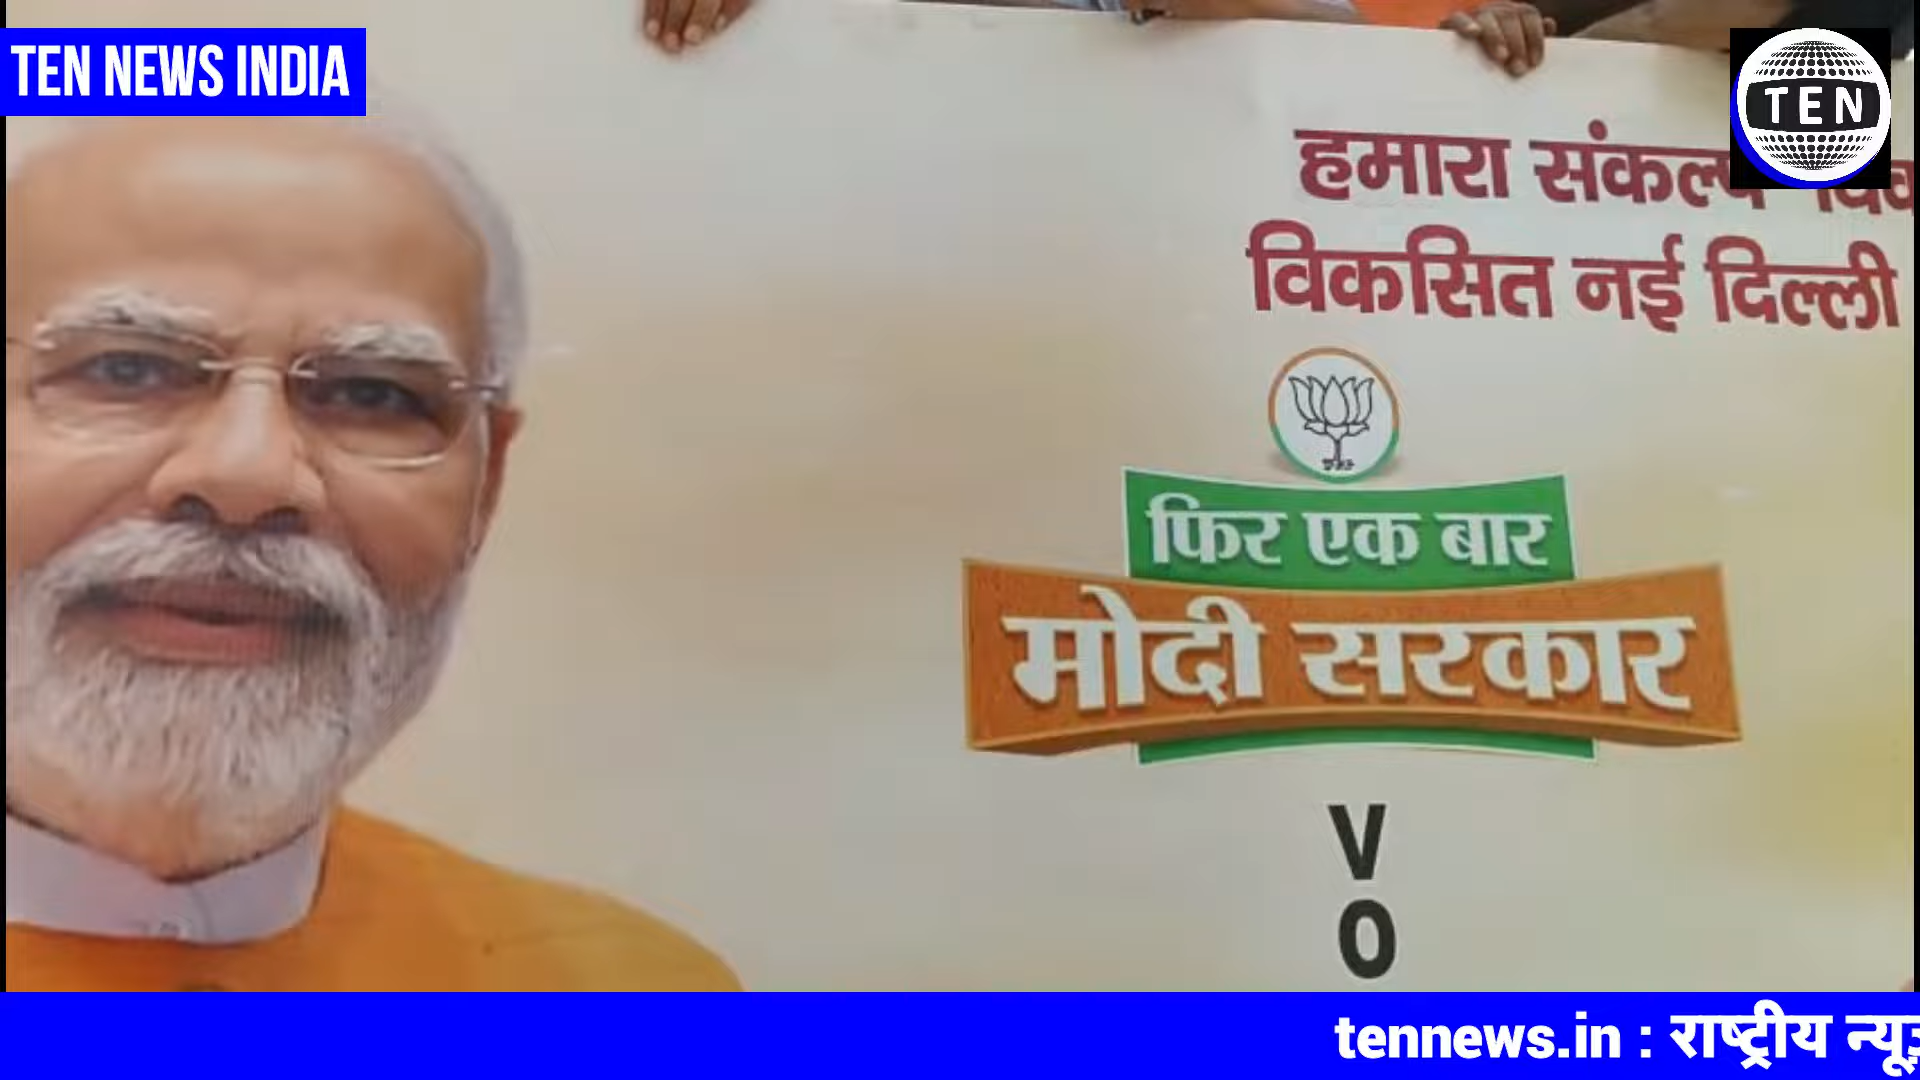 TEN NEWS INDIA
TEN
हमारा संकल्प
विकसित नई दिल्ली
फिर एक बार
मोदी सरकार
V
O
tennews.in : राष्ट्रीय